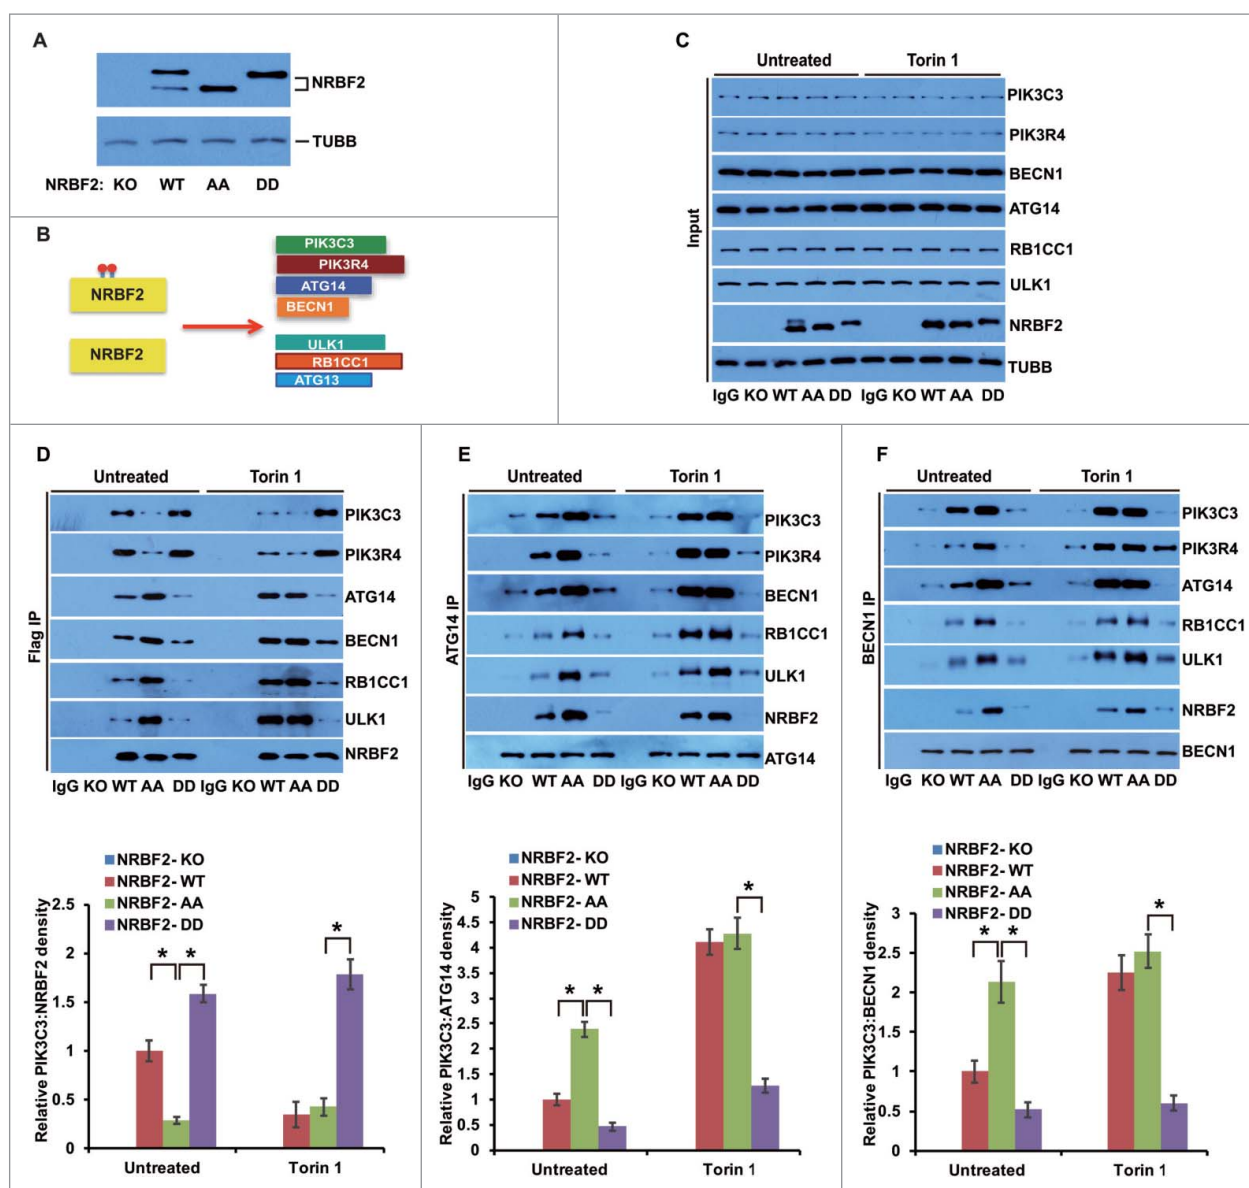 A
NRBF2
TUBB
NRBF2: KO WT AA DD
B
NRBF2
NRBF2
PIK3C3
PIK3R4
ATG14
BECN1
ULK1
RB1CC1
ATG13
C
Untreated Torin 1
Input
PIK3C3
PIK3R4
BECN1
ATG14
RB1CC1
ULK1
NRBF2
TUBB
IgG KO WT AA DD IgG KO WT AA DD
D
Untreated Torin 1
Flag IP
PIK3C3
PIK3R4
ATG14
BECN1
RB1CC1
ULK1
NRBF2
IgG KO WT AA DD IgG KO WT AA DD
NRBF2- KO
NRBF2- WT
NRBF2- AA
NRBF2- DD
Relative PIK3C3:NRBF2 density
2.5
2
1.5
1
0.5
0
* * *
Untreated Torin 1
E
Untreated Torin 1
ATG14 IP
PIK3C3
PIK3R4
BECN1
RB1CC1
ULK1
NRBF2
ATG14
IgG KO WT AA DD IgG KO WT AA DD
NRBF2- KO
NRBF2- WT
NRBF2- AA
NRBF2- DD
Relative PIK3C3:ATG14 density
5
4.5
4
3.5
3
2.5
2
1.5
1
0.5
0
* * *
Untreated Torin 1
F
Untreated Torin 1
BECN1 IP
PIK3C3
PIK3R4
ATG14
RB1CC1
ULK1
NRBF2
BECN1
IgG KO WT AA DD IgG KO WT AA DD
NRBF2- KO
NRBF2- WT
NRBF2- AA
NRBF2- DD
Relative PIK3C3:BECN1 density
3
2.5
2
1.5
1
0.5
0
* * *
Untreated Torin 1